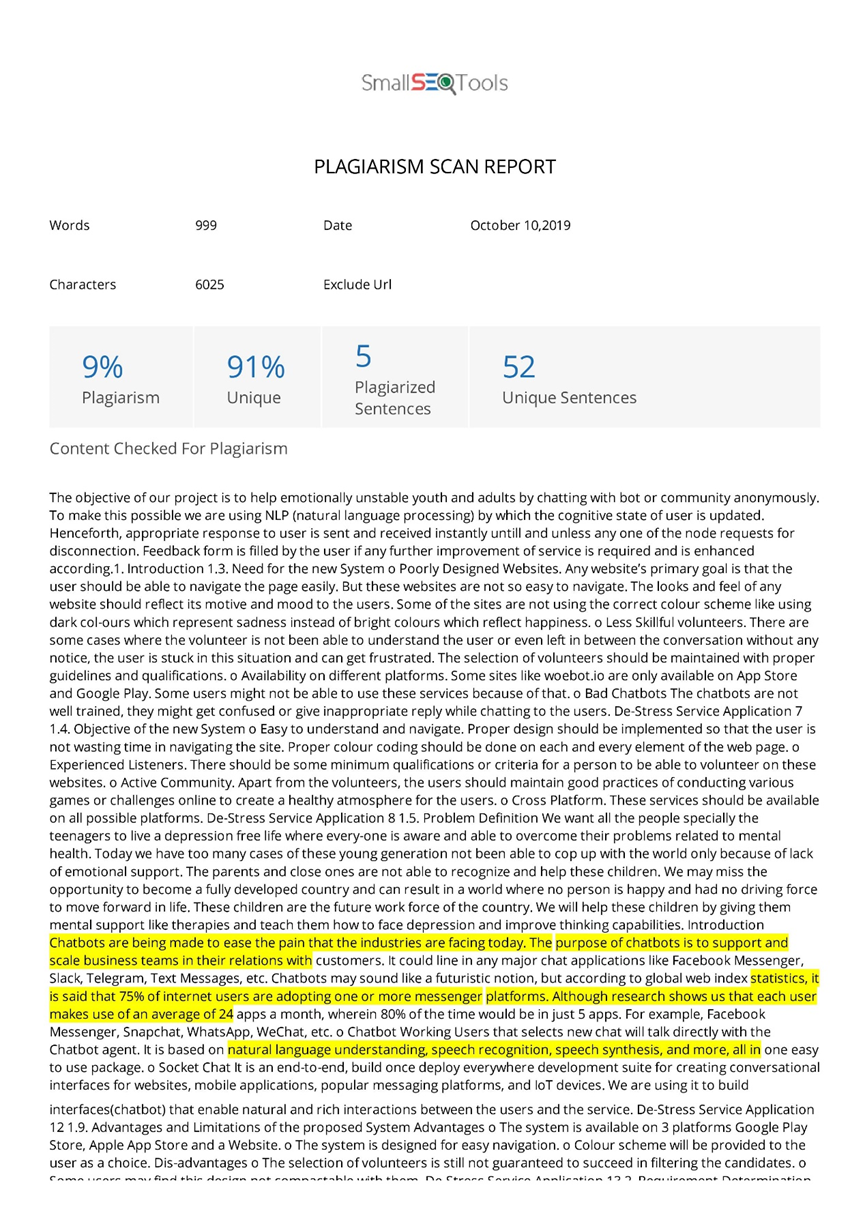 SmallSEOTools
PLAGIARISM SCAN REPORT
Words 999 Date October 10,2019
Characters 6025 Exclude Url
9% 91% 5 52
Plagiarism Unique Plagiarized Sentences Unique Sentences
Content Checked For Plagiarism
The objective of our project is to help emotionally unstable youth and adults by chatting with bot or community anonymously.
To make this possible we are using NLP (natural language processing) by which the cognitive state of user is updated.
Henceforth, appropriate response to user is sent and received instantly untill and unless any one of the node requests for
disconnection. Feedback form is filled by the user if any further improvement of service is required and is enhanced
according.1. Introduction 1.3. Need for the new System o Poorly Designed Websites. Any website's primary goal is that the
user should be able to navigate the page easily. But these websites are not so easy to navigate. The looks and feel of any
website should reflect its motive and mood to the users. Some of the sites are not using the correct colour scheme like using
dark col-ours which represent sadness instead of bright colours which reflect happiness. o Less Skillful volunteers. There are
some cases where the volunteer is not been able to understand the user or even left in between the conversation without any
notice, the user is stuck in this situation and can get frustrated. The selection of volunteers should be maintained with proper
guidelines and qualifications. o Availability on different platforms. Some sites like woebot.io are only available on App Store
and Google Play. Some users might not be able to use these services because of that. o Bad Chatbots The chatbots are not
well trained, they might get confused or give inappropriate reply while chatting to the users. De-Stress Service Application 7
1.4. Objective of the new System o Easy to understand and navigate. Proper design should be implemented so that the user is
not wasting time in navigating the site. Proper colour coding should be done on each and every element of the web page. o
Experienced Listeners. There should be some minimum qualifications or criteria for a person to be able to volunteer on these
websites. o Active Community. Apart from the volunteers, the users should maintain good practices of conducting various
games or challenges online to create a healthy atmosphere for the users. o Cross Platform. These services should be available
on all possible platforms. De-Stress Service Application 8 1.5. Problem Definition We want all the people specially the
teenagers to live a depression free life where every-one is aware and able to overcome their problems related to mental
health. Today we have too many cases of these young generation not been able to cop up with the world only because of lack
of emotional support. The parents and close ones are not able to recognize and help these children. We may miss the
opportunity to become a fully developed country and can result in a world where no person is happy and had no driving force
to move forward in life. These children are the future work force of the country. We will help these children by giving them
mental support like therapies and teach them how to face depression and improve thinking capabilities. Introduction
Chatbots are being made to ease the pain that the industries are facing today. The purpose of chatbots is to support and
scale business teams in their relations with customers. It could line in any major chat applications like Facebook Messenger,
Slack, Telegram, Text Messages, etc. Chatbots may sound like a futuristic notion, but according to global web index statistics, it
is said that 75% of internet users are adopting one or more messenger platforms. Although research shows us that each user
makes use of an average of 24 apps a month, wherein 80% of the time would be in just 5 apps. For example, Facebook
Messenger, Snapchat, WhatsApp, WeChat, etc. o Chatbot Working Users that selects new chat will talk directly with the
Chatbot agent. It is based on natural language understanding, speech recognition, speech synthesis, and more, all in one easy
to use package. o Socket Chat It is an end-to-end, build once deploy everywhere development suite for creating conversational
interfaces for websites, mobile applications, popular messaging platforms, and IoT devices. We are using it to build
interfaces(chatbot) that enable natural and rich interactions between the users and the service. De-Stress Service Application
12 1.9. Advantages and Limitations of the proposed System Advantages o The system is available on 3 platforms Google Play
Store, Apple App Store and a Website. o The system is designed for easy navigation. o Colour scheme will be provided to the
user as a choice. Dis-advantages o The selection of volunteers is still not guaranteed to succeed in filtering the candidates. o
Some users may find this design not compactable with them. De-Stress Service Application 13 2. Requirement Determination